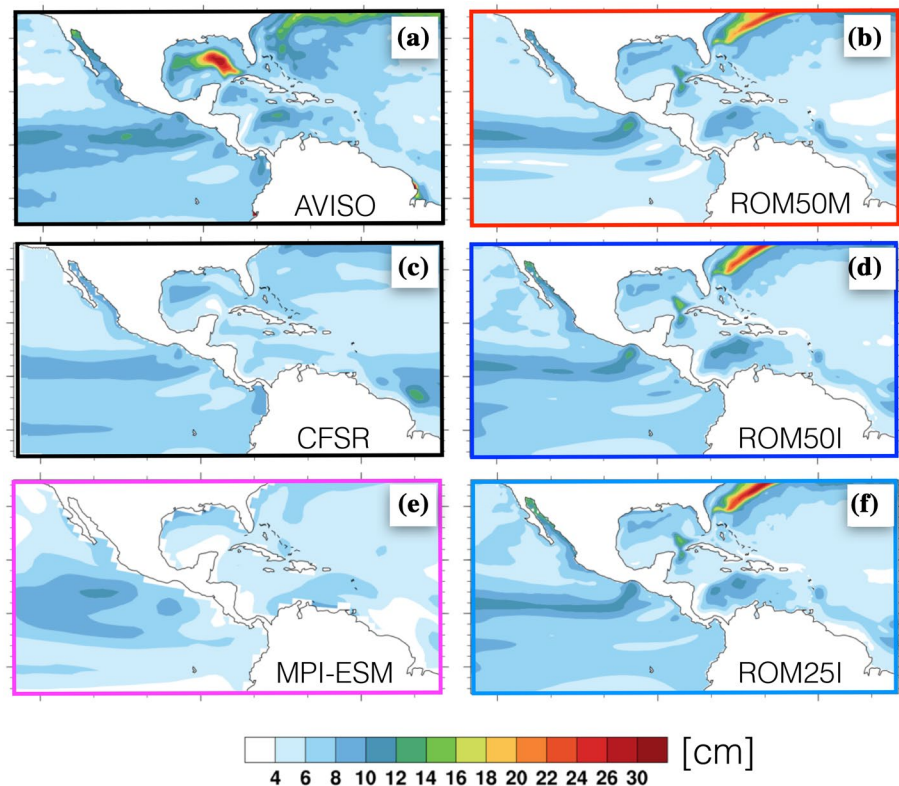 (a)
AVISO
(b)
ROM50M
(c)
CFSR
(d)
ROM50I
(e)
MPI-ESM
(f)
ROM25I
4 6 8 10 12 14 16 18 20 22 24 26 30 [cm]